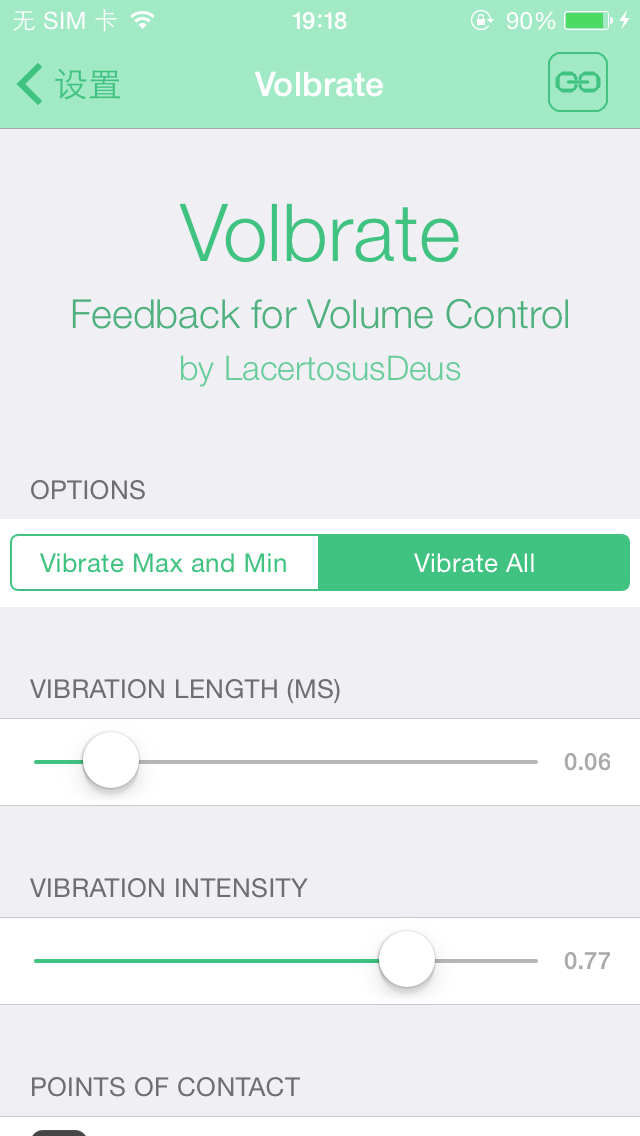 无 SIM 卡 19:18 90%
设置 Volbrate
Volbrate
Feedback for Volume Control
by LacertosusDeus
OPTIONS
Vibrate Max and Min Vibrate All
VIBRATION LENGTH (MS)
0.06
VIBRATION INTENSITY
0.77
POINTS OF CONTACT